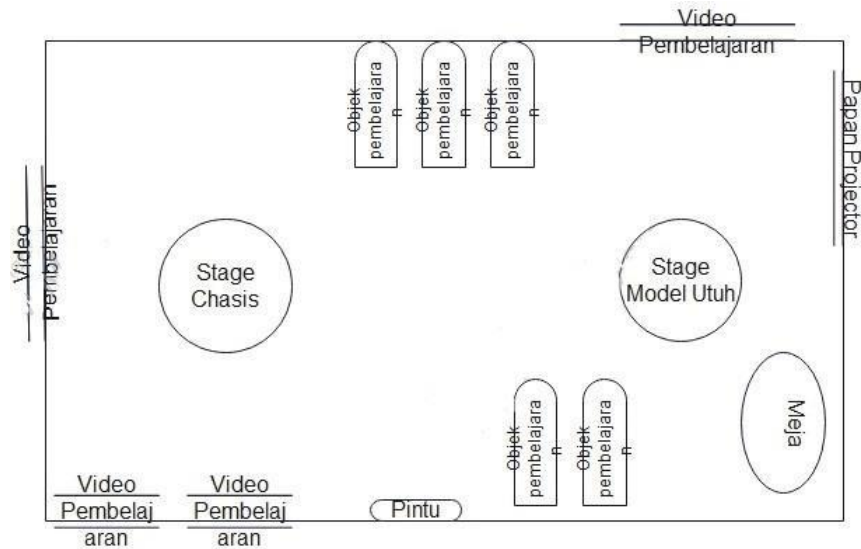 Video
Pembelajaran
Objek
pembelajara
n
Objek
pembelajara
n
Objek
pembelajara
n
Papan Projector
Video
Pembelajaran
Stage
Chasis
Stage
Model Utuh
Objek
pembelajara
n
Objek
pembelajara
n
Meja
Video
Pembelaj
aran
Video
Pembelaj
aran
Pintu